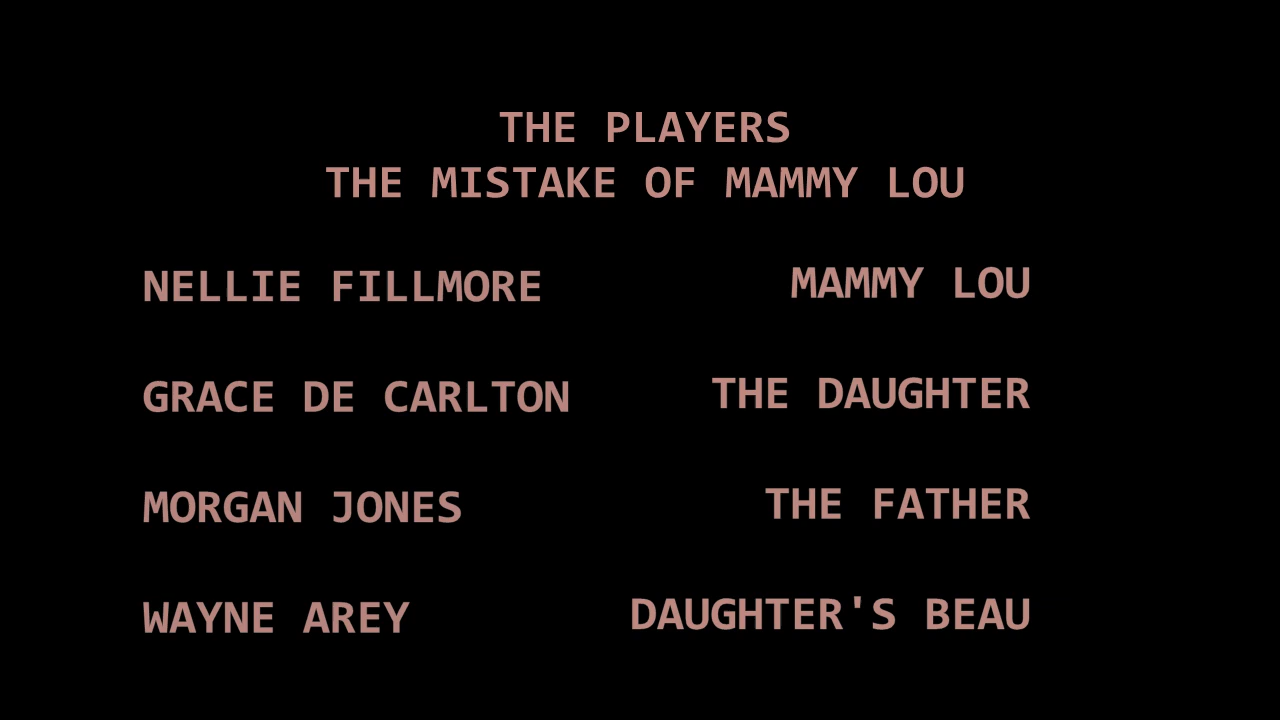 THE PLAYERS
THE MISTAKE OF MAMMY LOU
NELLIE FILLMORE MAMMY LOU
GRACE DE CARLTON THE DAUGHTER
MORGAN JONES THE FATHER
WAYNE AREY DAUGHTER'S BEAU